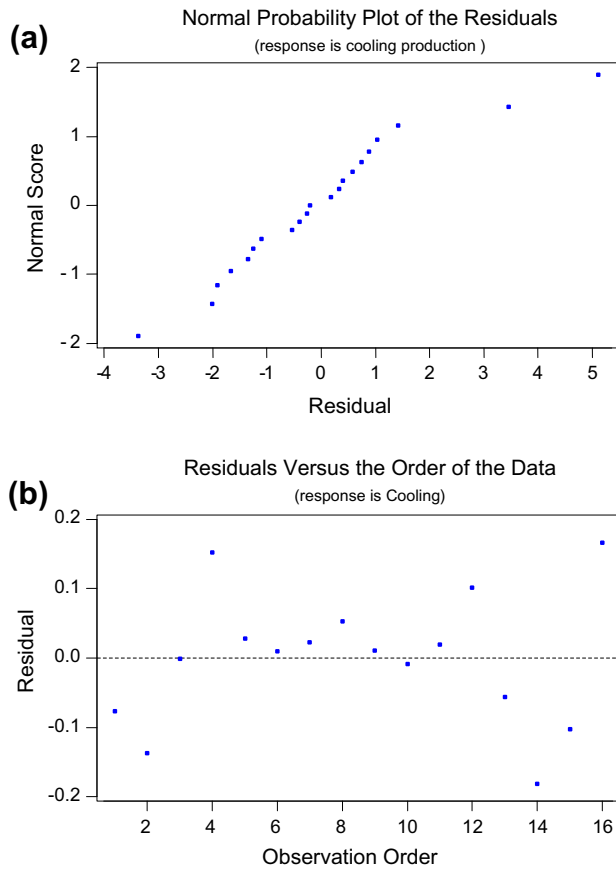 (a)
Normal Probability Plot of the Residuals
(response is cooling production )
Normal Score
2
1
0
-1
-2
-4 -3 -2 -1 0 1 2 3 4 5
Residual
(b)
Residuals Versus the Order of the Data
(response is Cooling)
Residual
0.2
0.1
0.0
-0.1
-0.2
2 4 6 8 10 12 14 16
Observation Order